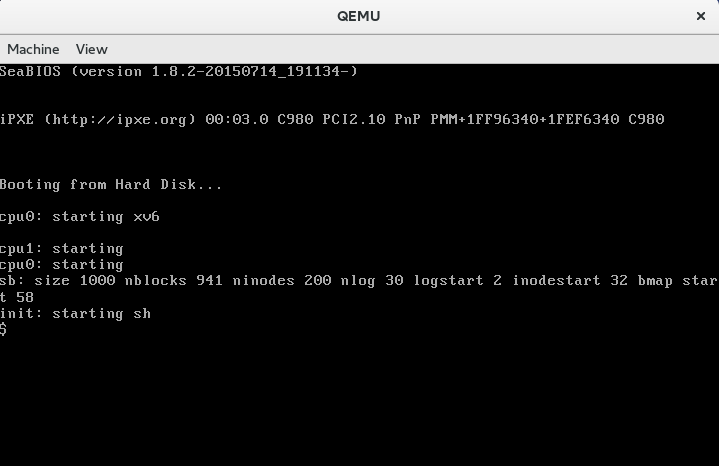 QEMU
×
Machine View
SeaBIOS (version 1.8.2-20150714_191134-)
iPXE (http://ipxe.org) 00:03.0 C980 PCI2.10 PnP PMM+1FF96340+1FEF6340 C980
Booting from Hard Disk...
cpu0: starting xv6
cpu1: starting
cpu0: starting
sb: size 1000 nblocks 941 ninodes 200 nlog 30 logstart 2 inodestart 32 bmap star
t 58
init: starting sh
$